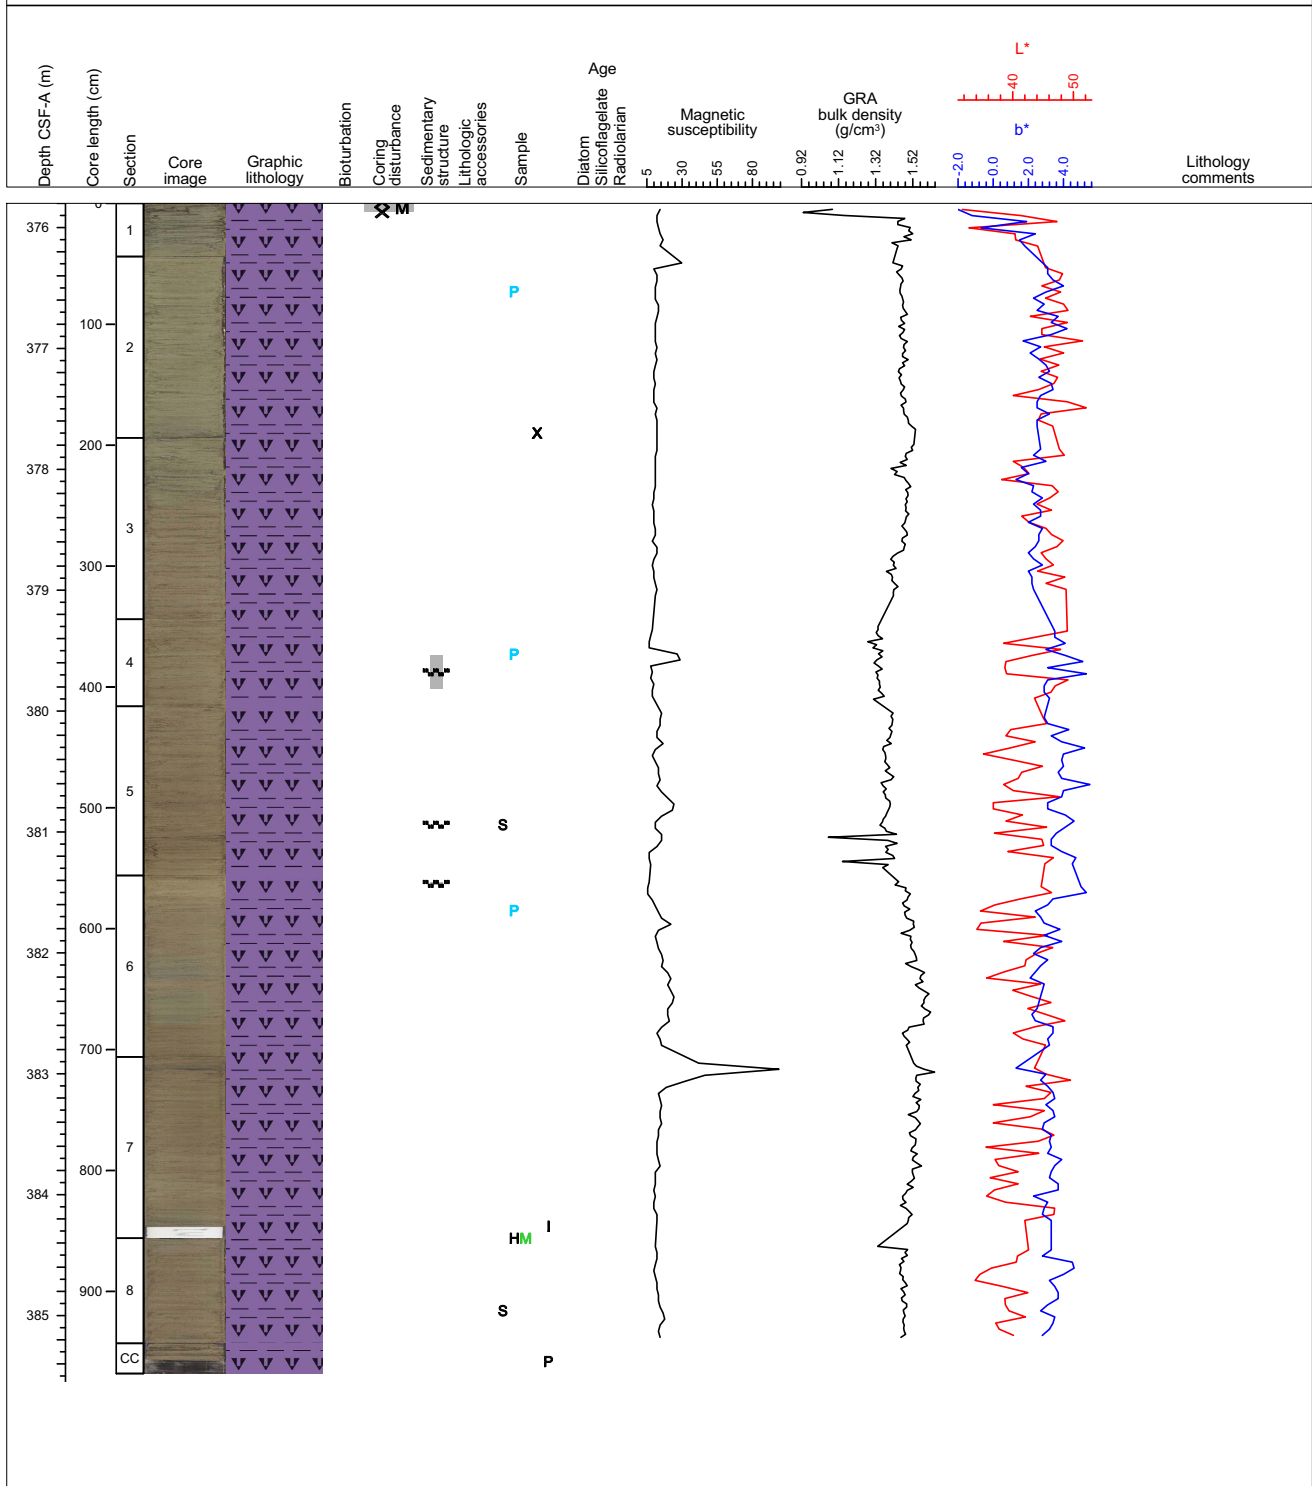 Depth CSF-A (m)
Core length (cm)
Section
Core
image
Graphic
lithology
Bioturbation
Coring
disturbance
Sedimentary
structure
Lithologic
accessories
Sample
Age
Diatom
Silicoflagelate
Radiolarian
Magnetic
susceptibility
5 30 55 80
GRA
bulk density
(g/cm³)
0.92 1.12 1.32 1.52
L*
40 50
b*
-2.0 0.0 2.0 4.0
Lithology
comments
0 M
376 1
P
100
377 2
X
200
378
3
300
379
4 P
400
380
5
500
381 S
P
600
382
6
700
383
7
800
384
I
HM
8
900
385 S
CC P